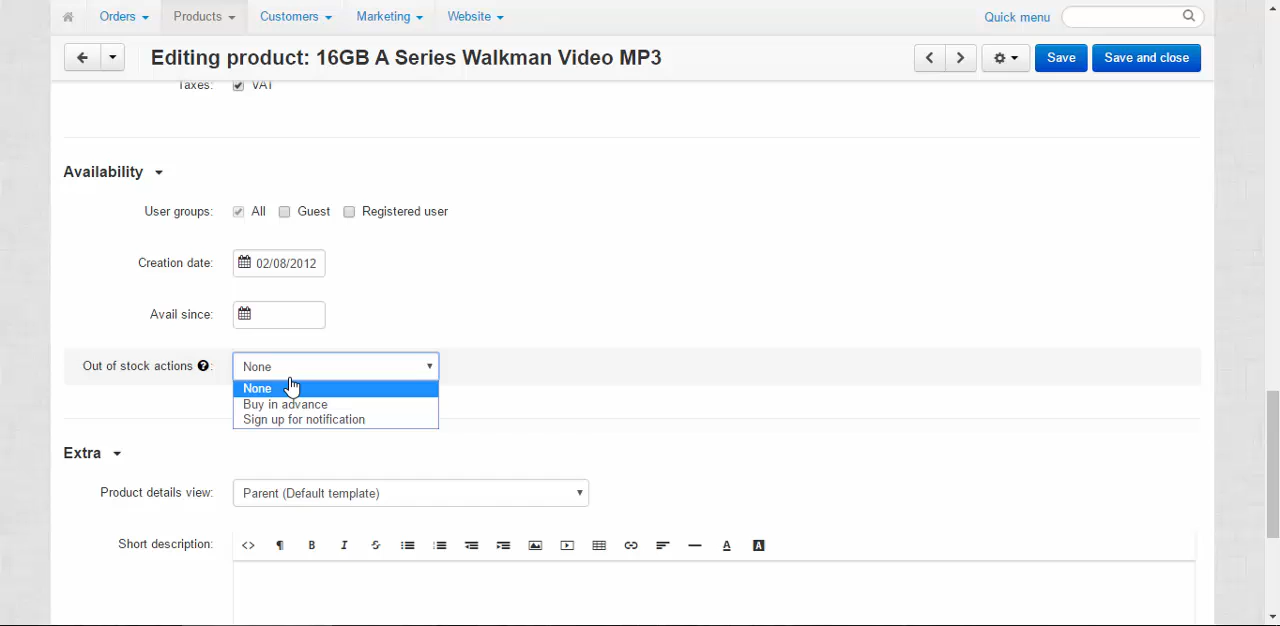 Orders Products Customers Marketing Website Quick menu
Editing product: 16GB A Series Walkman Video MP3 Save Save and close
Taxes: VAT
Availability
User groups: All Guest Registered user
Creation date: 02/08/2012
Avail since:
Out of stock actions ?: None
None
Buy in advance
Sign up for notification
Extra
Product details view: Parent (Default template)
Short description: <> ¶ B I S A A